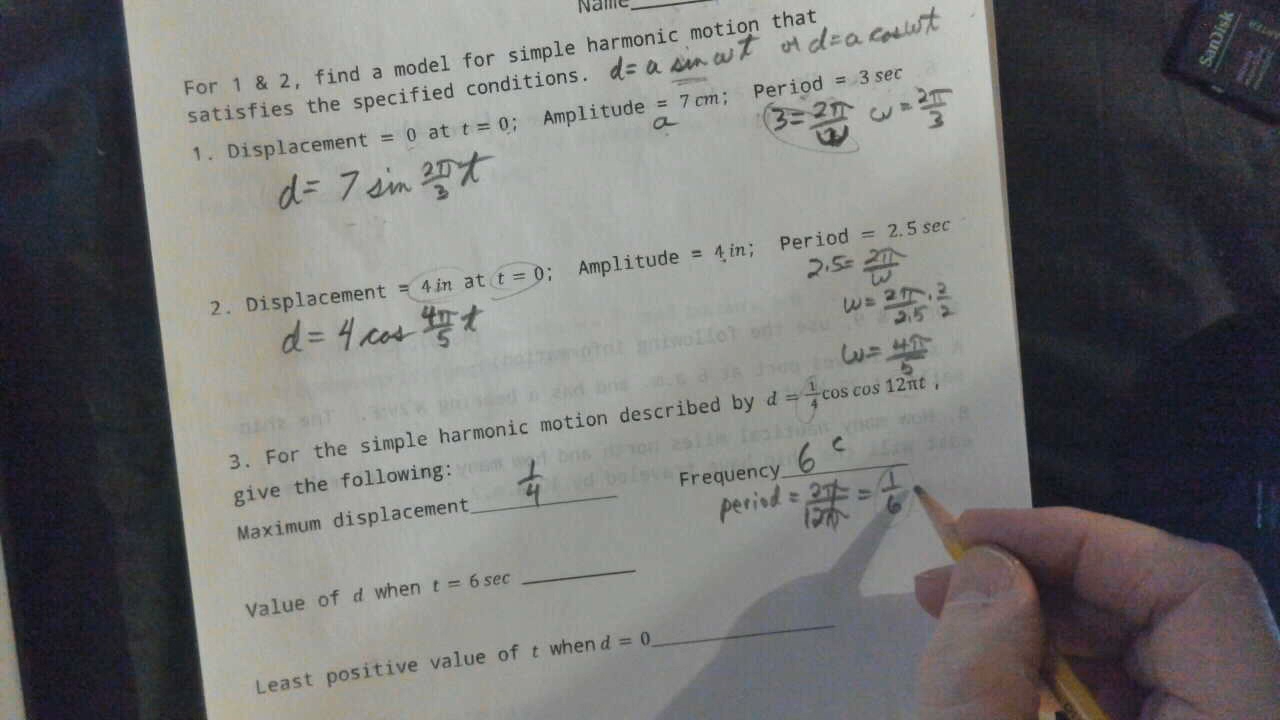 Name
For 1 & 2, find a model for simple harmonic motion that
satisfies the specified conditions. d = a sin ωt or d = a cos ωt
1. Displacement = 0 at t = 0; Amplitude = 7 cm; Period = 3 sec
a 3 = 2π/ω ω = 2π/3
d = 7 sin 2π/3 t
2. Displacement = 4 in at t = 0; Amplitude = 4 in; Period = 2.5 sec
2.5 = 2π/ω
d = 4 cos 4π/5 t
ω = 2π/2.5 · 2/2
ω = 4π/5
3. For the simple harmonic motion described by d = 1/4 cos cos 12πt ,
give the following:
Maximum displacement 1/4 Frequency 6 c
period = 2π/12π = 1/6
Value of d when t = 6 sec
Least positive value of t when d = 0
SanDisk